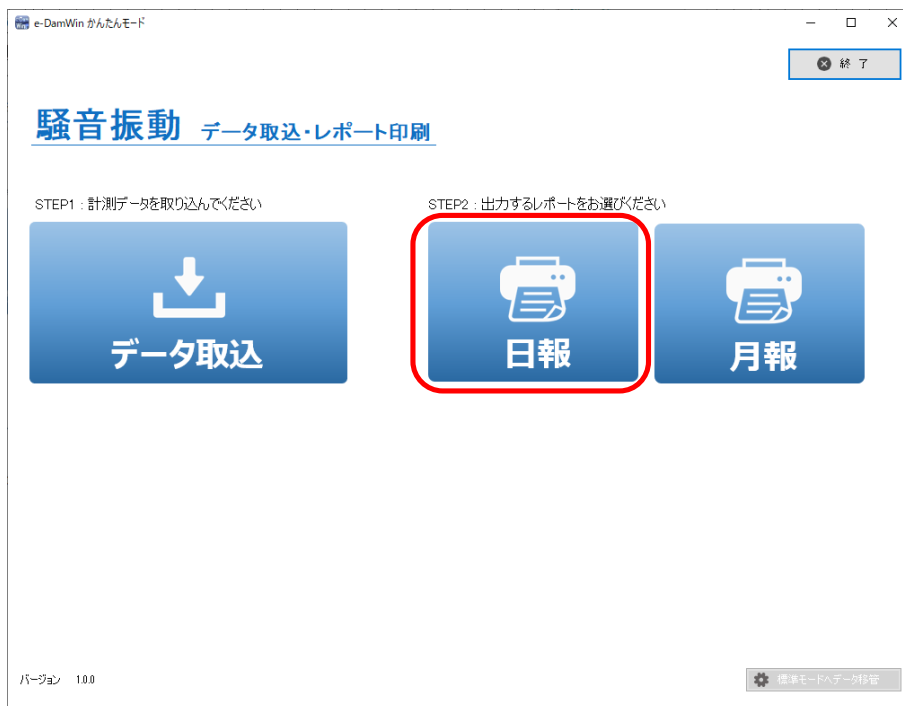 e-DamWin かんたんモード
終 了
騒音振動 データ取込・レポート印刷
STEP1 : 計測データを取り込んでください
STEP2 : 出力するレポートをお選びください
データ取込
日報
月報
バージョン 1.0.0
標準モードへデータ移管